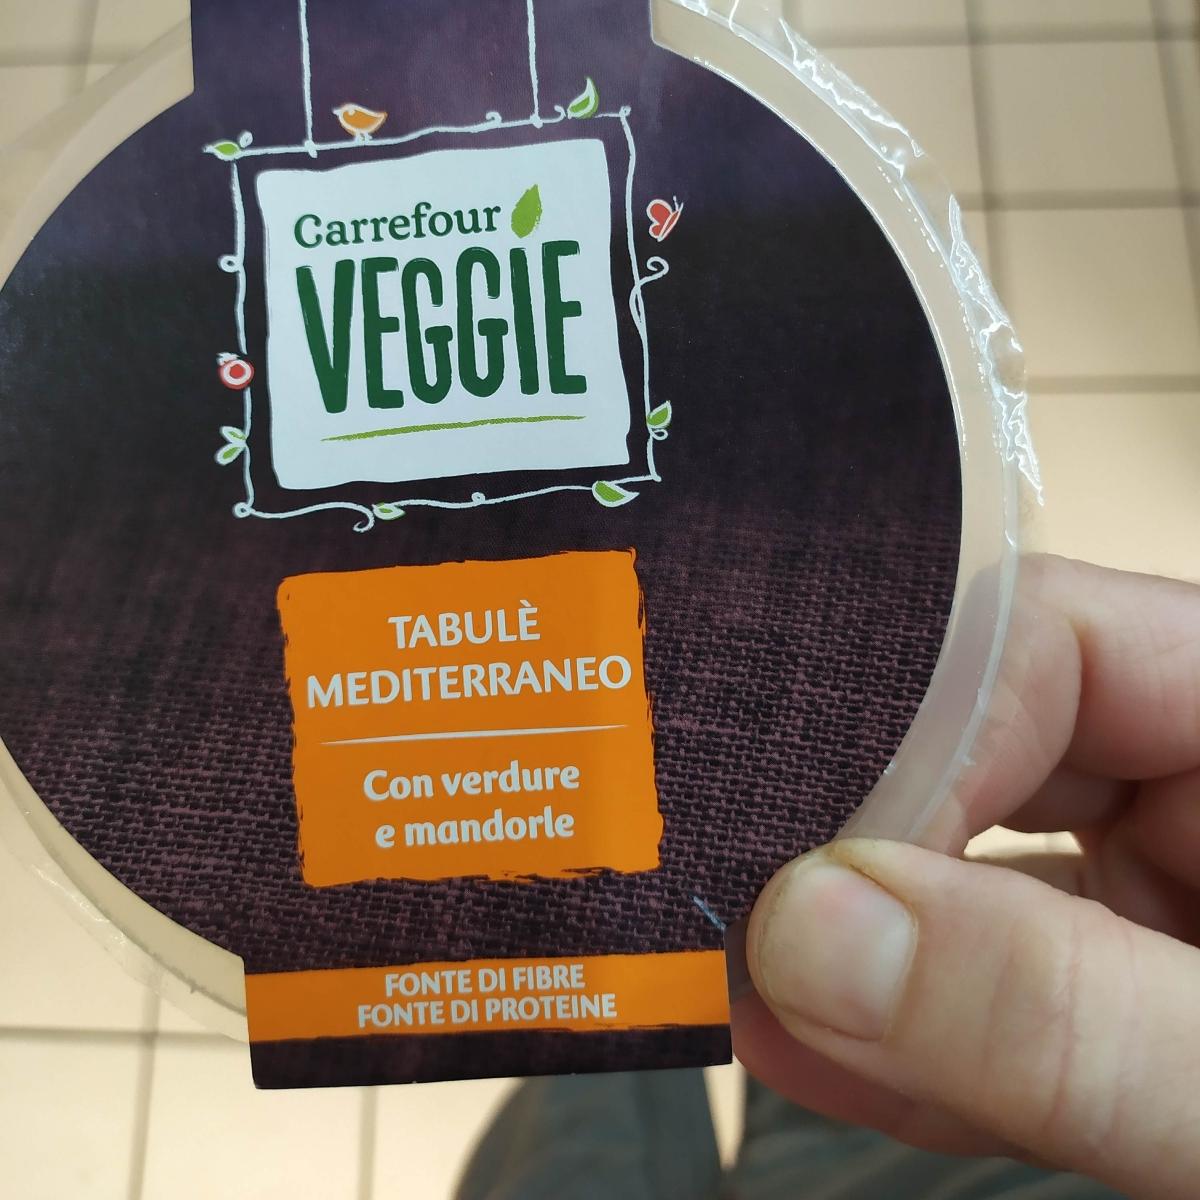 Carrefour
VEGGIE
TABULÈ
MEDITERRANEO
Con verdure
e mandorle
FONTE DI FIBRE
FONTE DI PROTEINE